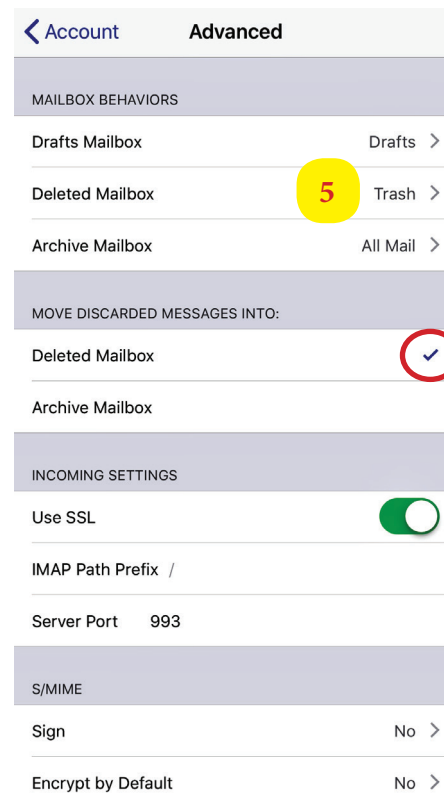 Account Advanced
MAILBOX BEHAVIORS
Drafts Mailbox Drafts
Deleted Mailbox 5 Trash
Archive Mailbox All Mail
MOVE DISCARDED MESSAGES INTO:
Deleted Mailbox
Archive Mailbox
INCOMING SETTINGS
Use SSL
IMAP Path Prefix /
Server Port 993
S/MIME
Sign No
Encrypt by Default No